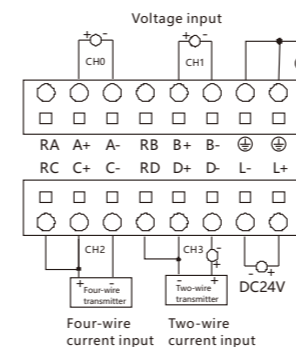 Voltage input
+ -
+ -
CH0
CH1
RA A+ A- RB B+ B- L- L+
RC C+ C- RD D+ D-
CH2
CH3
-
+
- +
DC24V
+ -
Four-wire
transmitter
- +
Two-wire
transmitter
Four-wire
current input
Two-wire
current input